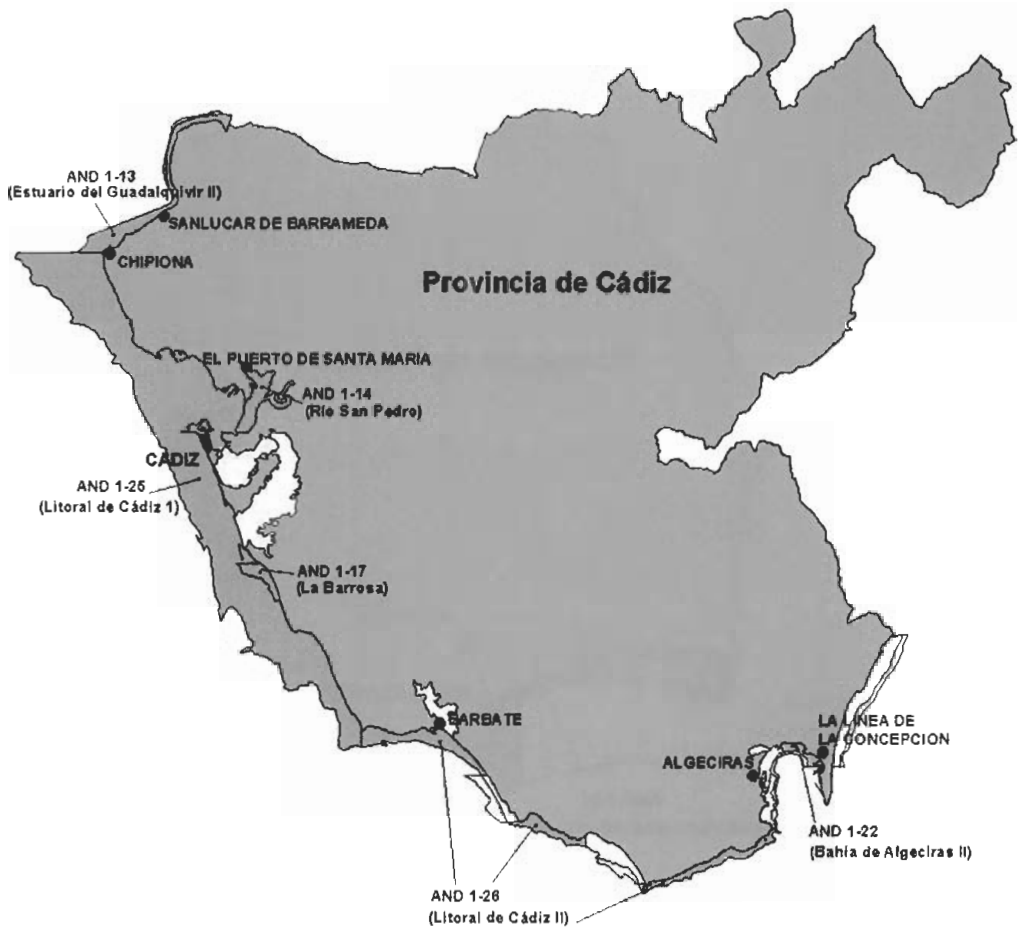 AND 1-13
(Estuario del Guadalquivir II)
SANLUCAR DE BARRAMEDA
CHIPIONA
Provincia de Cádiz
EL PUERTO DE SANTA MARIA
AND 1-14
(Río San Pedro)
CADIZ
AND 1-25
(Litoral de Cádiz 1)
AND 1-17
(La Barrosa)
BARBATE
LA LINEA DE
LA CONCEPCION
ALGECIRAS
AND 1-22
(Bahía de Algeciras II)
AND 1-26
(Litoral de Cádiz II)